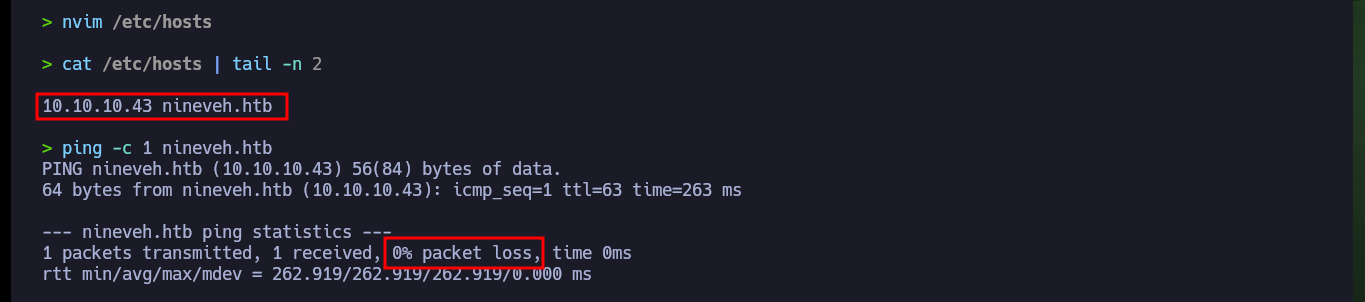 > nvim /etc/hosts
> cat /etc/hosts | tail -n 2
10.10.10.43 nineveh.htb
> ping -c 1 nineveh.htb
PING nineveh.htb (10.10.10.43) 56(84) bytes of data.
64 bytes from nineveh.htb (10.10.10.43): icmp_seq=1 ttl=63 time=263 ms
--- nineveh.htb ping statistics ---
1 packets transmitted, 1 received, 0% packet loss, time 0ms
rtt min/avg/max/mdev = 262.919/262.919/262.919/0.000 ms